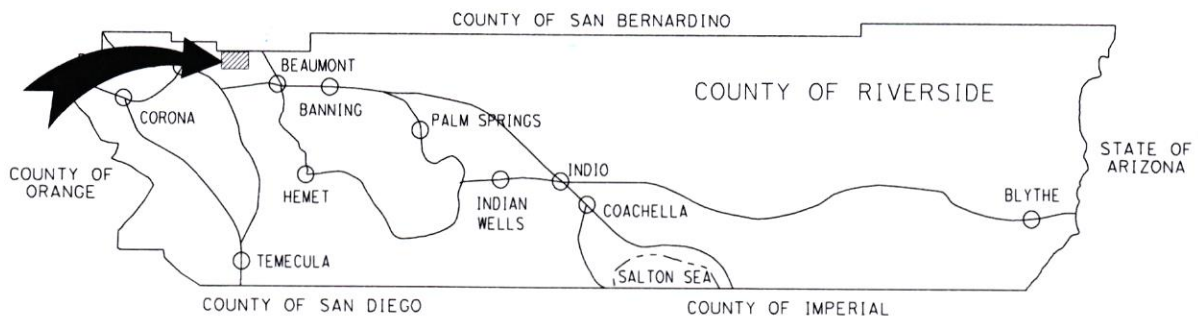 COUNTY OF SAN BERNARDINO
BEAUMONT
BANNING
CORONA
COUNTY OF RIVERSIDE
PALM SPRINGS
STATE OF
ARIZONA
COUNTY OF
ORANGE
HEMET
INDIO
INDIAN
WELLS
COACHELLA
BLYTHE
TEMECULA
SALTON SEA
COUNTY OF SAN DIEGO
COUNTY OF IMPERIAL